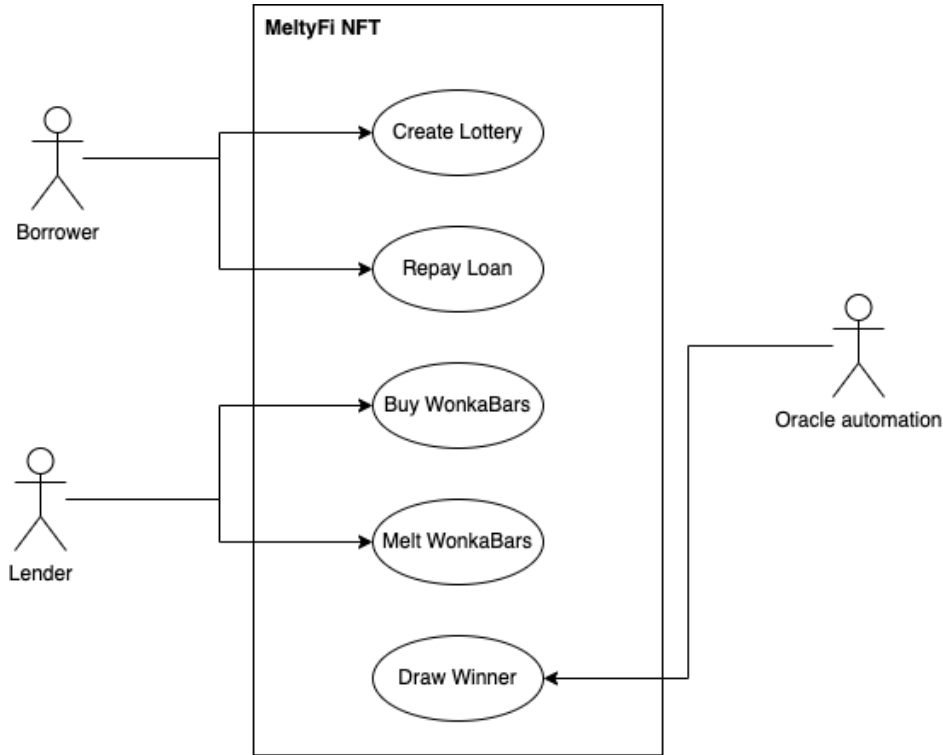 MeltyFi NFT
Create Lottery
Borrower
Repay Loan
Buy WonkaBars
Oracle automation
Melt WonkaBars
Lender
Draw Winner